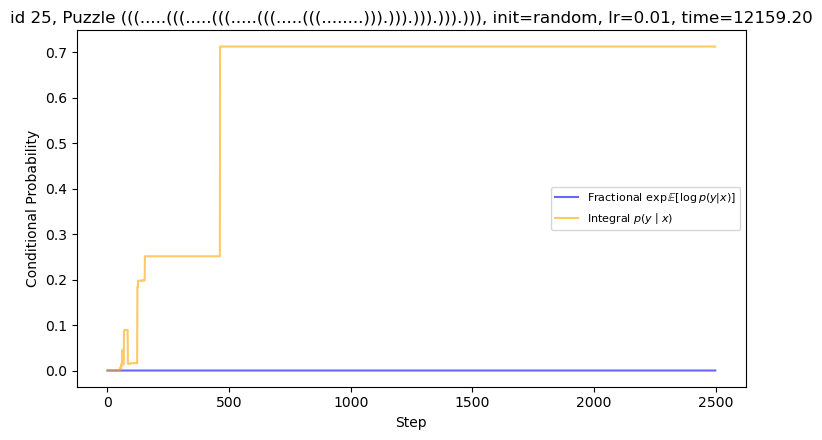 id 25, Puzzle (((.....(((.....(((.....(((.....(((........))).))).))).))).))), init=random, lr=0.01, time=12159.20
Conditional Probability
0.7
0.6
0.5
0.4
0.3
0.2
0.1
0.0
Fractional exp𝔼[log p(y|x)]
Integral p(y | x)
0
500
1000
1500
2000
2500
Step